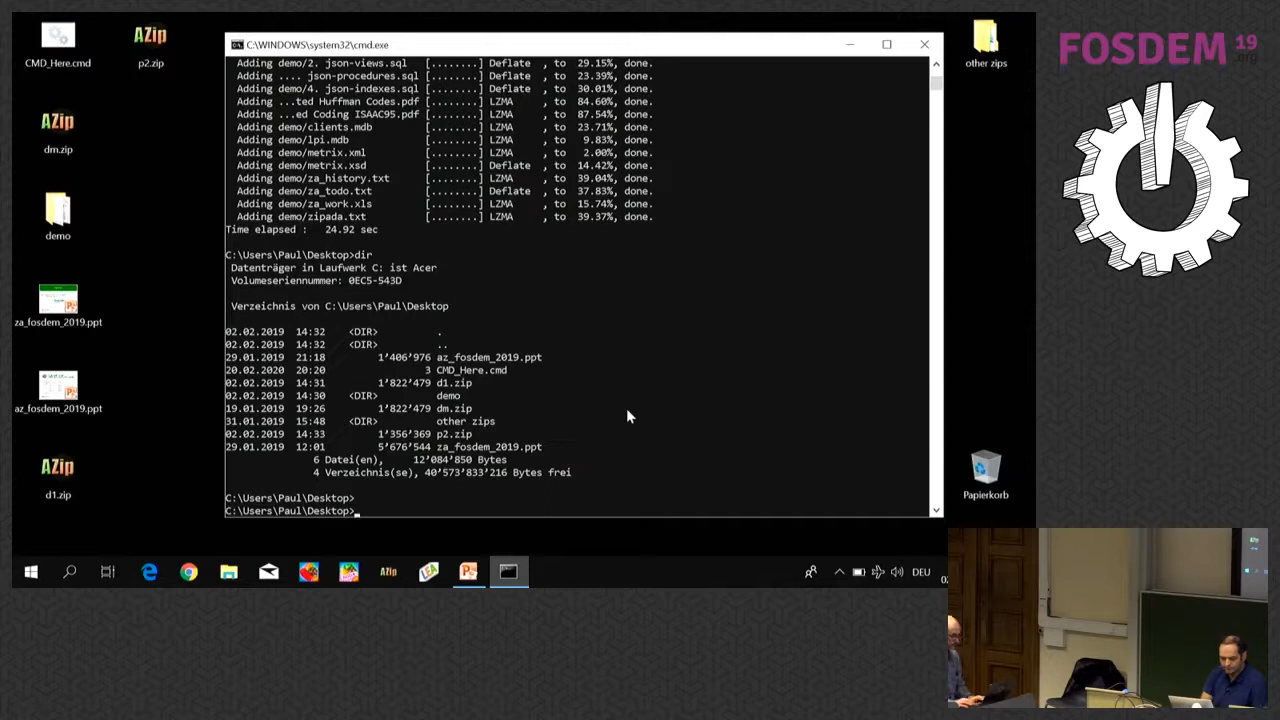 CMD_Here.cmd
AZip
p2.zip
AZip
dm.zip
demo
za_fosdem_2019.ppt
az_fosdem_2019.ppt
AZip
d1.zip
C:\WINDOWS\system32\cmd.exe
Adding demo/2. json-views.sql [........] Deflate , to 29.15%, done.
Adding .... json-procedures.sql [........] Deflate , to 23.39%, done.
Adding demo/4. json-indexes.sql [........] Deflate , to 30.01%, done.
Adding ...ted Huffman Codes.pdf [........] LZMA , to 84.60%, done.
Adding ...ed Coding ISAAC95.pdf [........] LZMA , to 87.54%, done.
Adding demo/clients.mdb [........] LZMA , to 23.71%, done.
Adding demo/lpi.mdb [........] LZMA , to 9.83%, done.
Adding demo/metrix.xml [........] LZMA , to 2.00%, done.
Adding demo/metrix.xsd [........] Deflate , to 14.42%, done.
Adding demo/za_history.txt [........] LZMA , to 39.04%, done.
Adding demo/za_todo.txt [........] Deflate , to 37.83%, done.
Adding demo/za_work.xls [........] LZMA , to 15.74%, done.
Adding demo/zipada.txt [........] LZMA , to 39.37%, done.
Time elapsed : 24.92 sec
C:\Users\Paul\Desktop>dir
Datenträger in Laufwerk C: ist Acer
Volumeseriennummer: 0EC5-543D
Verzeichnis von C:\Users\Paul\Desktop
02.02.2019 14:32 <DIR> .
02.02.2019 14:32 <DIR> ..
29.01.2019 21:18 1’406’976 az_fosdem_2019.ppt
20.02.2020 20:20 3 CMD_Here.cmd
02.02.2019 14:31 1’822’479 d1.zip
02.02.2019 14:30 <DIR> demo
19.01.2019 19:26 1’822’479 dm.zip
31.01.2019 15:48 <DIR> other zips
02.02.2019 14:33 1’356’369 p2.zip
29.01.2019 12:01 5’676’544 za_fosdem_2019.ppt
6 Datei(en), 12’084’850 Bytes
4 Verzeichnis(se), 40’573’833’216 Bytes frei
C:\Users\Paul\Desktop>
C:\Users\Paul\Desktop>
other zips
Papierkorb
AZip
LEA
DEU
FOSDEM 19
.org